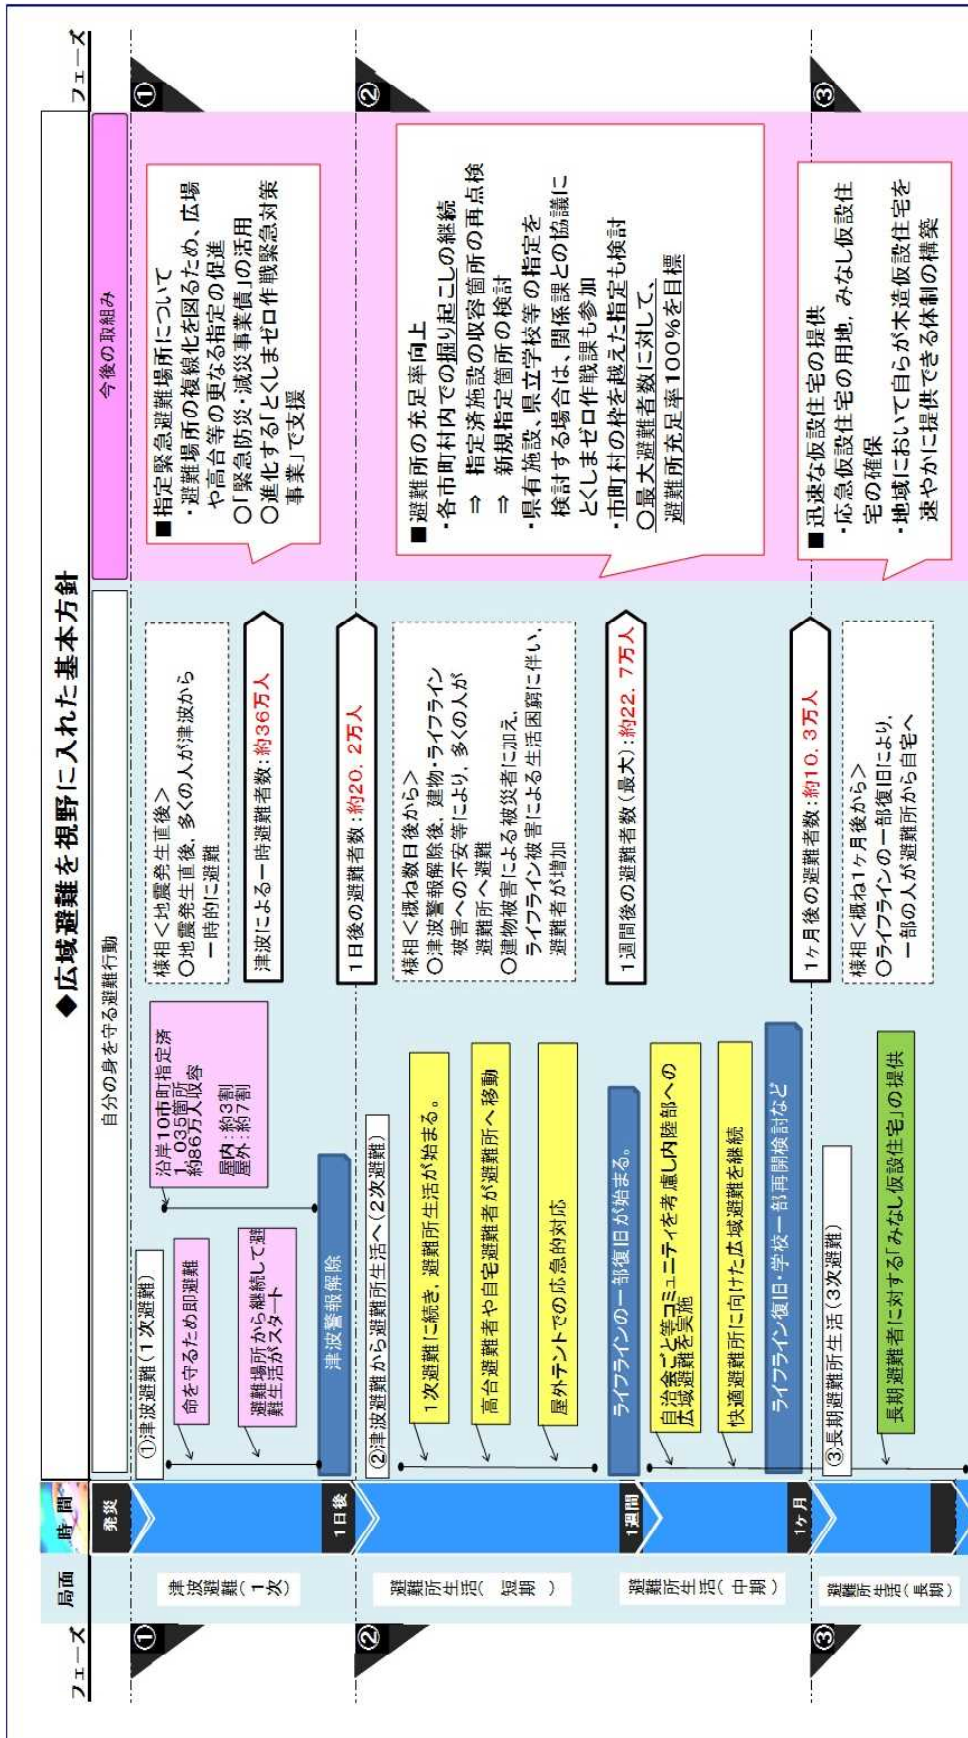 ◆広域避難を視野に入れた基本方針
フェーズ
局面
時間
自分の身を守る避難行動
今後の取組み
フェーズ
発災
①
津波避難(1次)
①津波避難(1次避難)
命を守るため即避難
避難場所から継続して避
難生活がスタート
沿岸10市町指定済
1,035箇所
約86万人収容
屋内:約3割
屋外:約7割
津波警報解除
様相<地震発生直後>
○地震発生直後,多くの人が津波から
一時的に避難
津波による一時避難者数:約36万人
■指定緊急避難場所について
・避難場所の複線化を図るため、広場
や高台等の更なる指定の促進
○「緊急防災・減災事業債」の活用
○進化する「とくしまゼロ作戦緊急対策
事業」で支援
①
1日後
②
避難所生活(短期)
②津波避難から避難所生活へ(2次避難)
1次避難に続き,避難所生活が始まる。
高台避難者や自宅避難者が避難所へ移動
屋外テントでの応急的対応
ライフラインの一部復旧が始まる。
1日後の避難者数:約20.2万人
様相<概ね数日後から>
○津波警報解除後,建物・ライフライン
被害への不安等により,多くの人が
避難所へ避難
○建物被害による被災者に加え,
ライフライン被害による生活困窮に伴い,
避難者が増加
■避難所の充足率向上
・各市町村内での掘り起こしの継続
⇒ 指定済施設の収容箇所の再点検
⇒ 新規指定箇所の検討
・県有施設、県立学校等の指定を
検討する場合は、関係課との協議に
とくしまゼロ作戦課も参加
・市町村の枠を越えた指定も検討
○最大避難者数に対して、
避難所充足率100%を目標
②
1週間
避難所生活(中期)
自治会ごと等コミュニティを考慮し内陸部への
広域避難を実施
快適避難所に向けた広域避難を継続
ライフライン復旧・学校一部再開検討など
1週間後の避難者数(最大):約22.7万人
1ヶ月
③
避難所生活(長期)
③長期避難所生活(3次避難)
長期避難者に対する「みなし仮設住宅」の提供
1ヶ月後の避難者数:約10.3万人
様相<概ね1ヶ月後から>
○ライフラインの一部復旧により,
一部の人が避難所から自宅へ
■迅速な仮設住宅の提供
・応急仮設住宅の用地,みなし仮設住
宅の確保
・地域において自らが木造仮設住宅を
速やかに提供できる体制の構築
③